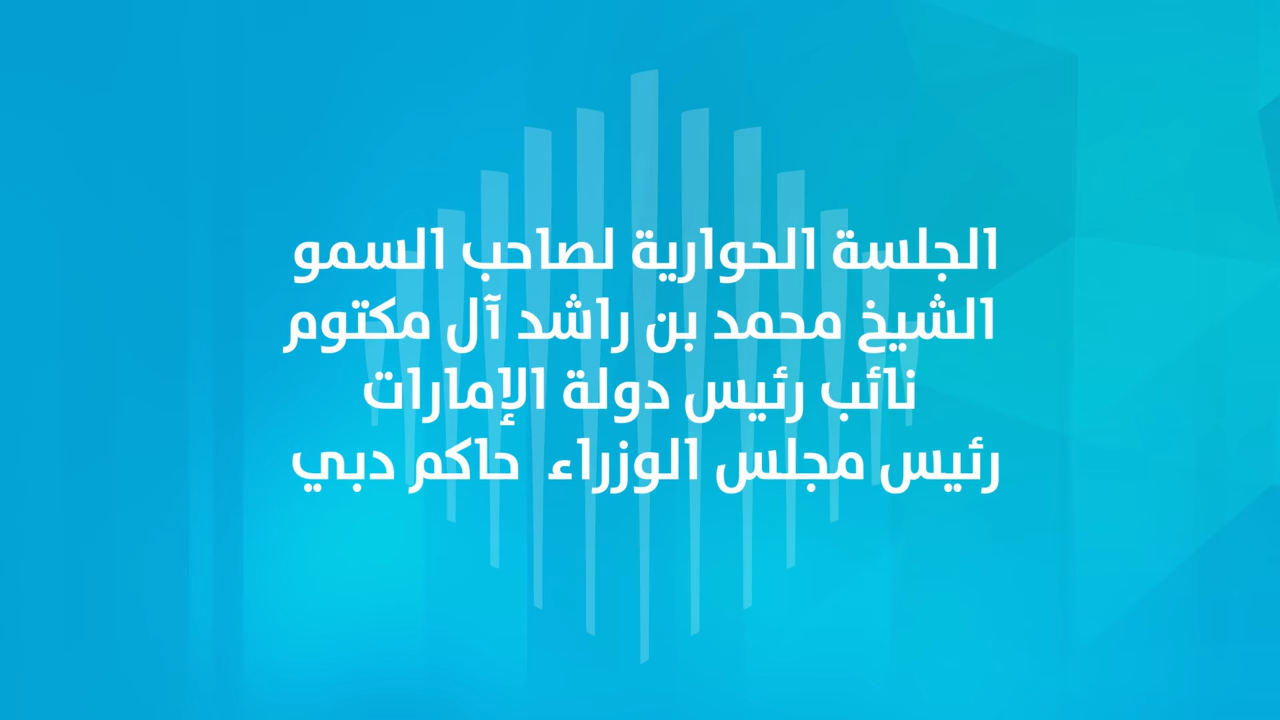 الجلسة الحوارية لصاحب السمو
الشيخ محمد بن راشد آل مكتوم
نائب رئيس دولة الإمارات
رئيس مجلس الوزراء حاكم دبي